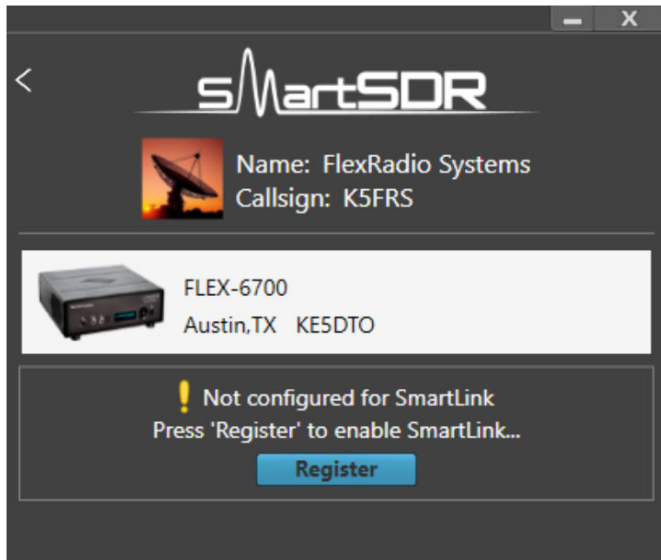 X
<
sMartSDR
Name: FlexRadio Systems
Callsign: K5FRS
FLEX-6700
Austin,TX KE5DTO
Not configured for SmartLink
Press 'Register' to enable SmartLink...
Register